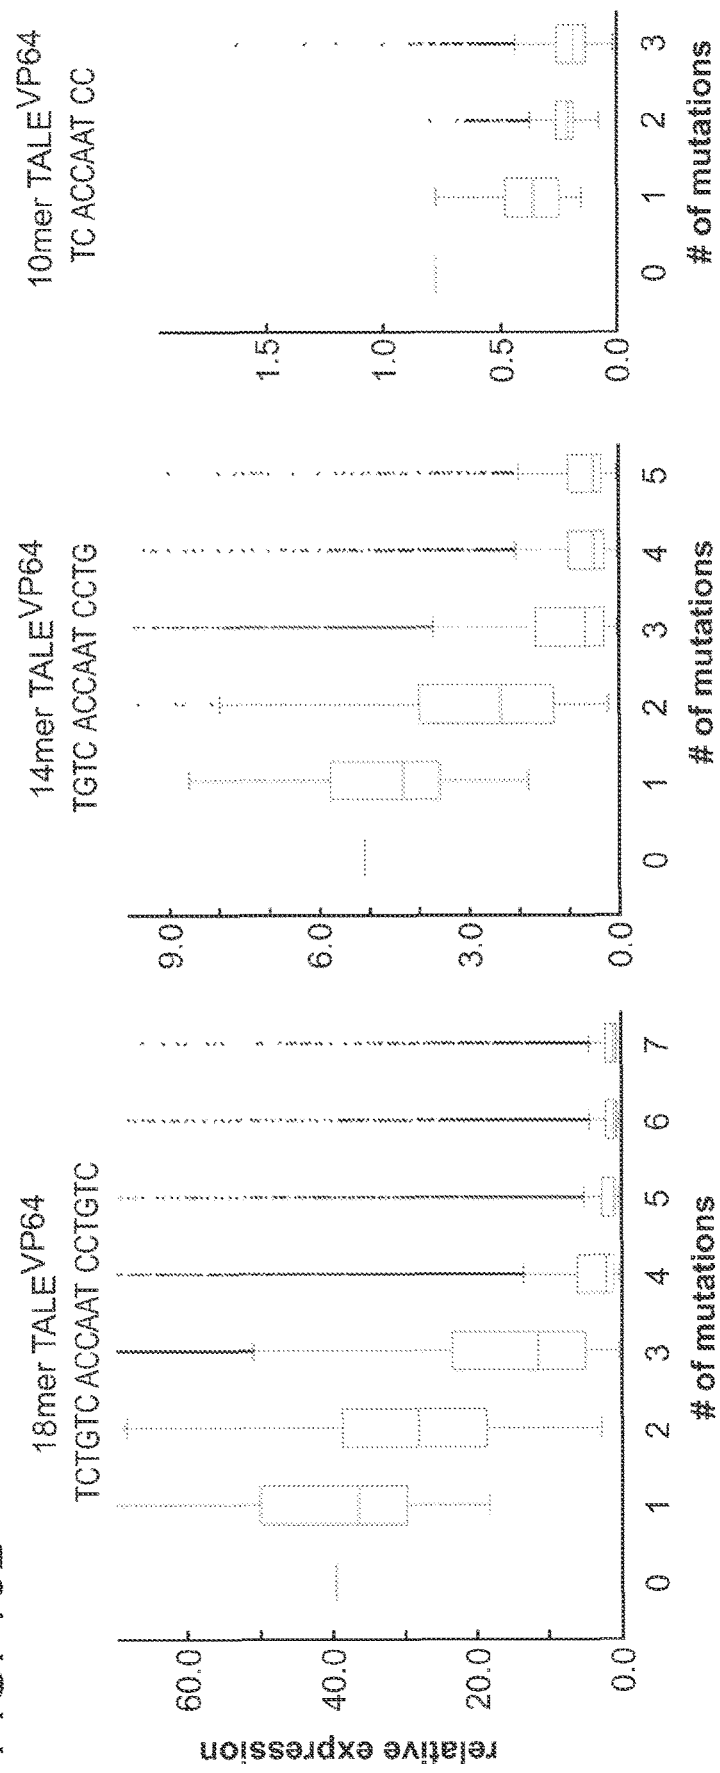 18mer TALE VP64
TCTGTC ACCAAT CCTGTC
relative expression
60.0
40.0
20.0
0.0
0 1 2 3 4 5 6 7
# of mutations
14mer TALE VP64
TGTC ACCAAT CCTG
9.0
6.0
3.0
0.0
0 1 2 3 4 5
# of mutations
10mer TALE VP64
TC ACCAAT CC
1.5
1.0
0.5
0.0
0 1 2 3
# of mutations